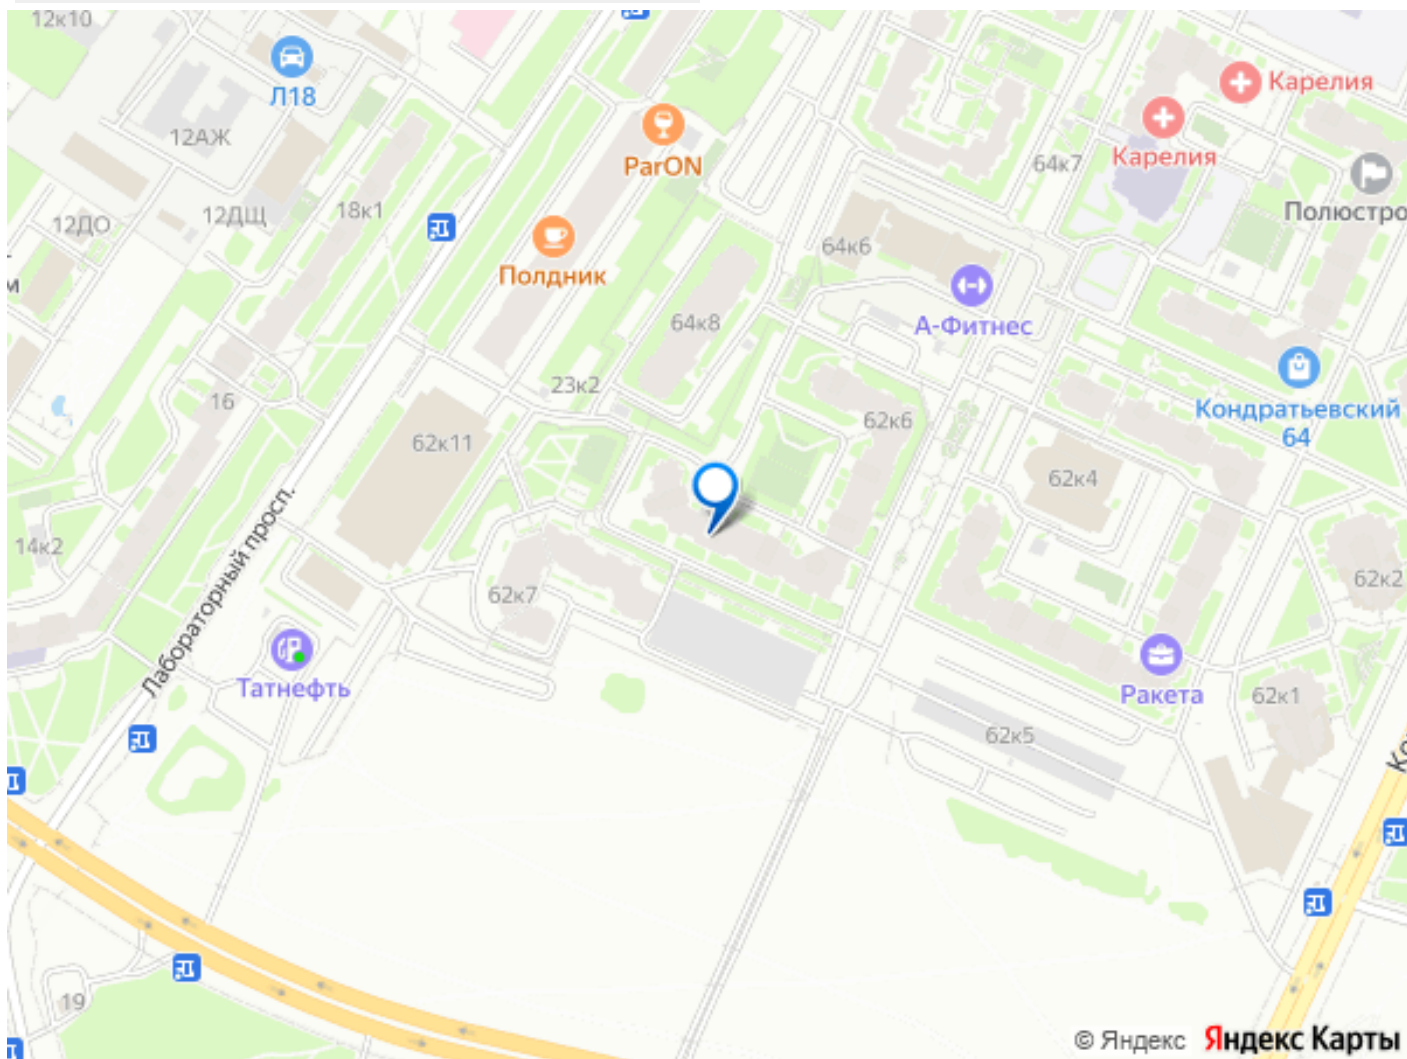 12к10
Л18
12АЖ
ParON
Карелия
Карелия
64к7
Полюстро
12ДО
12ДЩ
18к1
м
Полдник
64к6
А-Фитнес
64к8
23к2
16
62к11
62к6
Кондратьевский
64
62к4
14к2
Лабораторный просп.
62к7
62к2
Татнефть
Ракета
62к1
62к5
Ко
19
© Яндекс Яндекс Карты